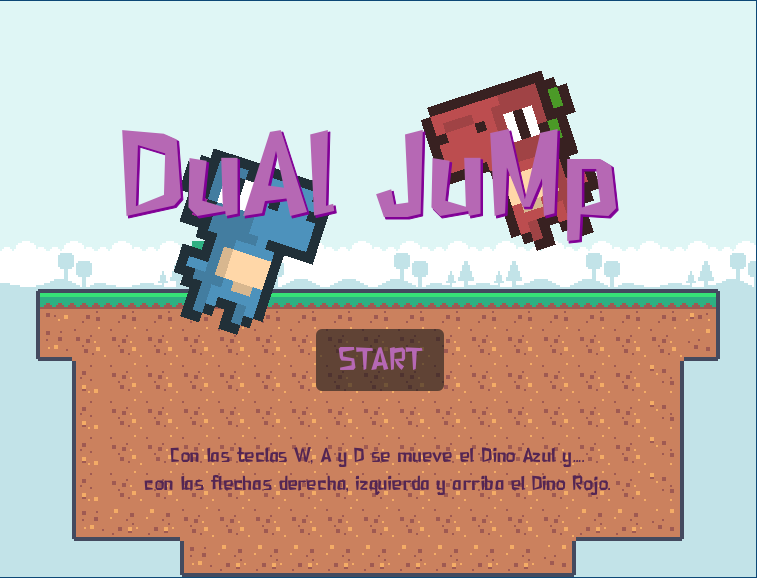 DuAl JuMp
START
Con las teclas W, A y D se mueve el Dino Azul y....
con las flechas derecha, izquierda y arriba el Dino Rojo.